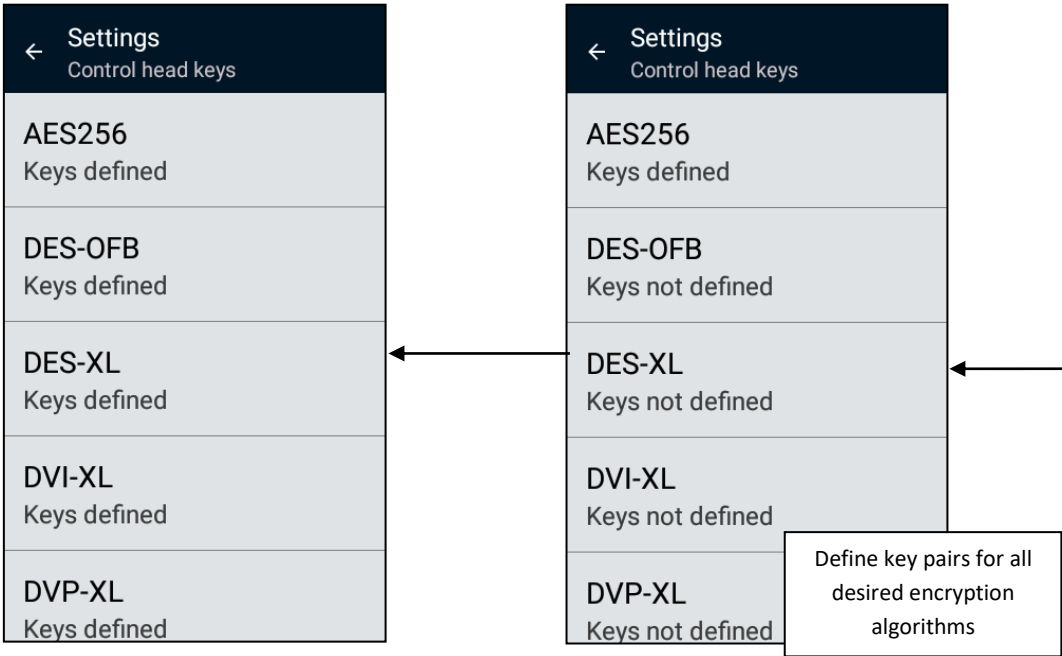 Settings
Control head keys
AES256
Keys defined
DES-OFB
Keys defined
DES-XL
Keys defined
DVI-XL
Keys defined
DVP-XL
Keys defined
Settings
Control head keys
AES256
Keys defined
DES-OFB
Keys not defined
DES-XL
Keys not defined
DVI-XL
Keys not defined
DVP-XL
Keys not defined
Define key pairs for all
desired encryption
algorithms